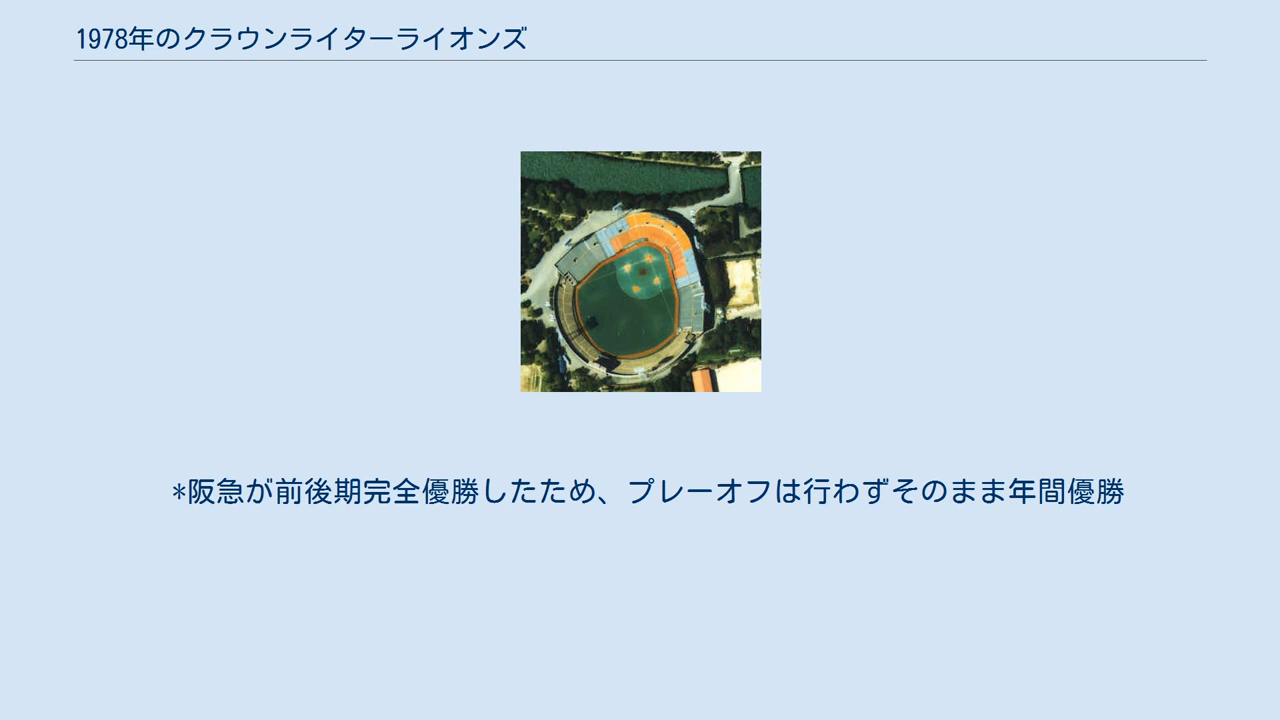 1978年のクラウンライターライオンズ
*阪急が前後期完全優勝したため、プレーオフは行わずそのまま年間優勝